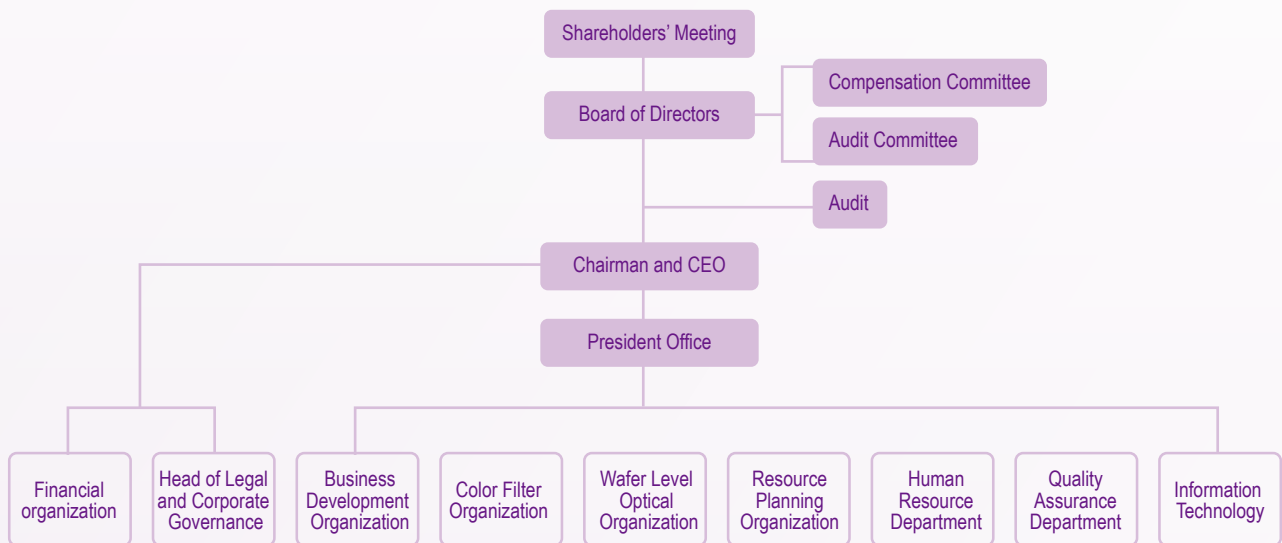 Shareholders’ Meeting
Board of Directors
Compensation Committee
Audit Committee
Audit
Chairman and CEO
President Office
Financial
organization
Head of Legal
and Corporate
Governance
Business
Development
Organization
Color Filter
Organization
Wafer Level
Optical
Organization
Resource
Planning
Organization
Human
Resource
Department
Quality
Assurance
Department
Information
Technology